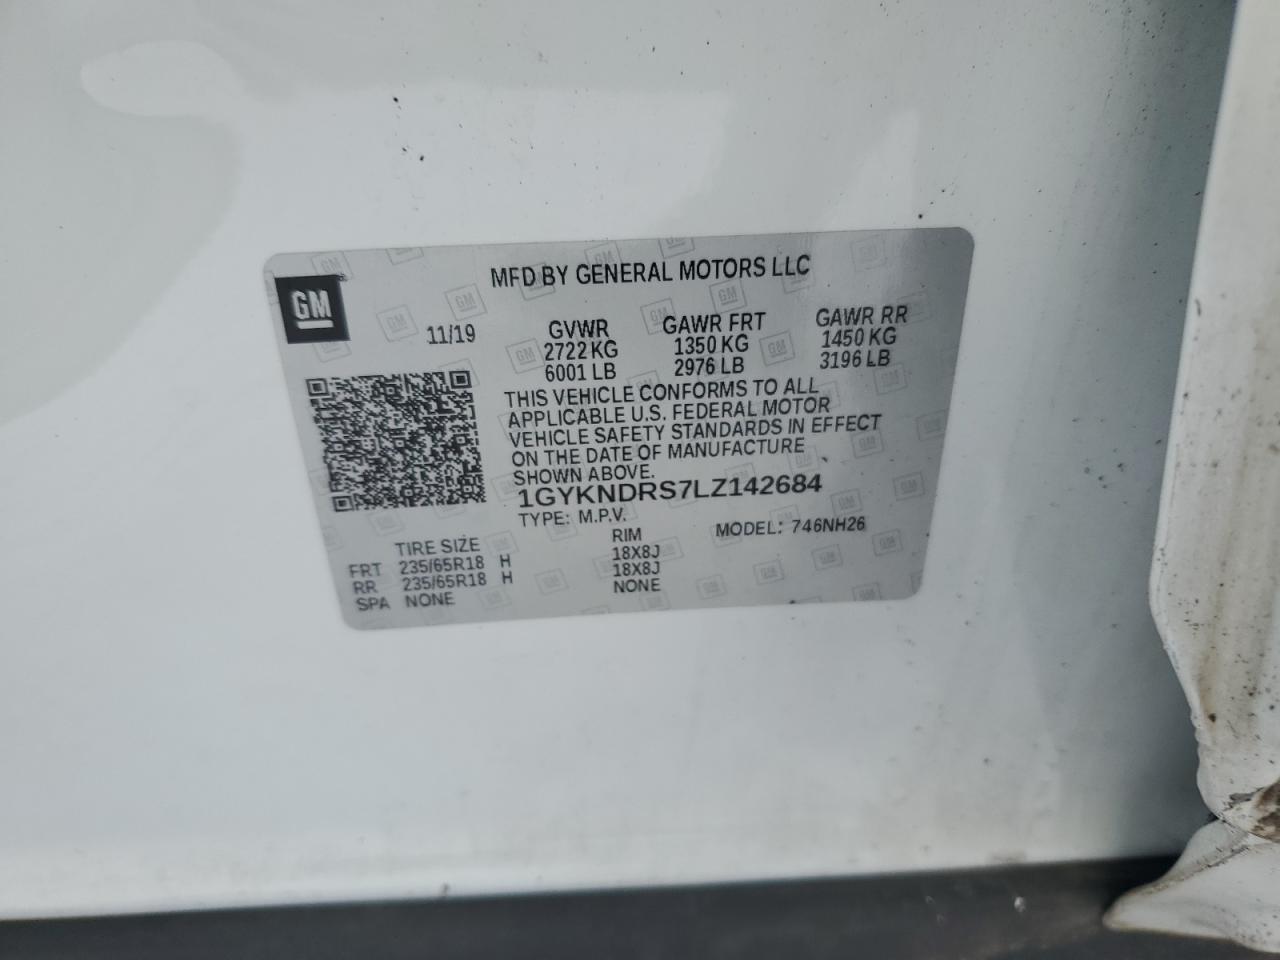 GM
MFD BY GENERAL MOTORS LLC
11/19
GVWR GAWR FRT GAWR RR
2722 KG 1350 KG 1450 KG
6001 LB 2976 LB 3196 LB
THIS VEHICLE CONFORMS TO ALL
APPLICABLE U.S. FEDERAL MOTOR
VEHICLE SAFETY STANDARDS IN EFFECT
ON THE DATE OF MANUFACTURE
SHOWN ABOVE.
1GYKNDRS7LZ142684
TYPE: M.P.V. MODEL: 746NH26
TIRE SIZE RIM
FRT 235/65R18 H 18X8J
RR 235/65R18 H 18X8J
SPA NONE NONE